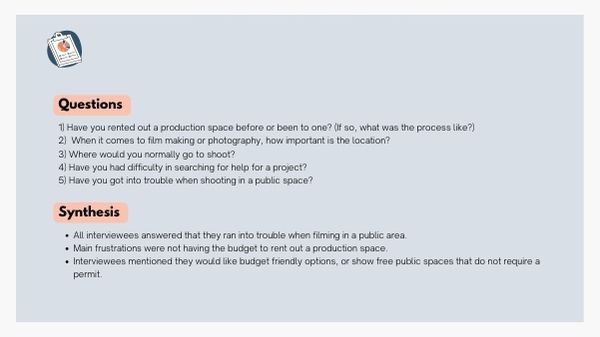 Questions
1) Have you rented out a production space before or been to one? (If so, what was the process like?)
2) When it comes to film making or photography, how important is the location?
3) Where would you normally go to shoot?
4) Have you had difficulty in searching for help for a project?
5) Have you got into trouble when shooting in a public space?
Synthesis
• All interviewees answered that they ran into trouble when filming in a public area.
• Main frustrations were not having the budget to rent out a production space.
• Interviewees mentioned they would like budget friendly options, or show free public spaces that do not require a
permit.